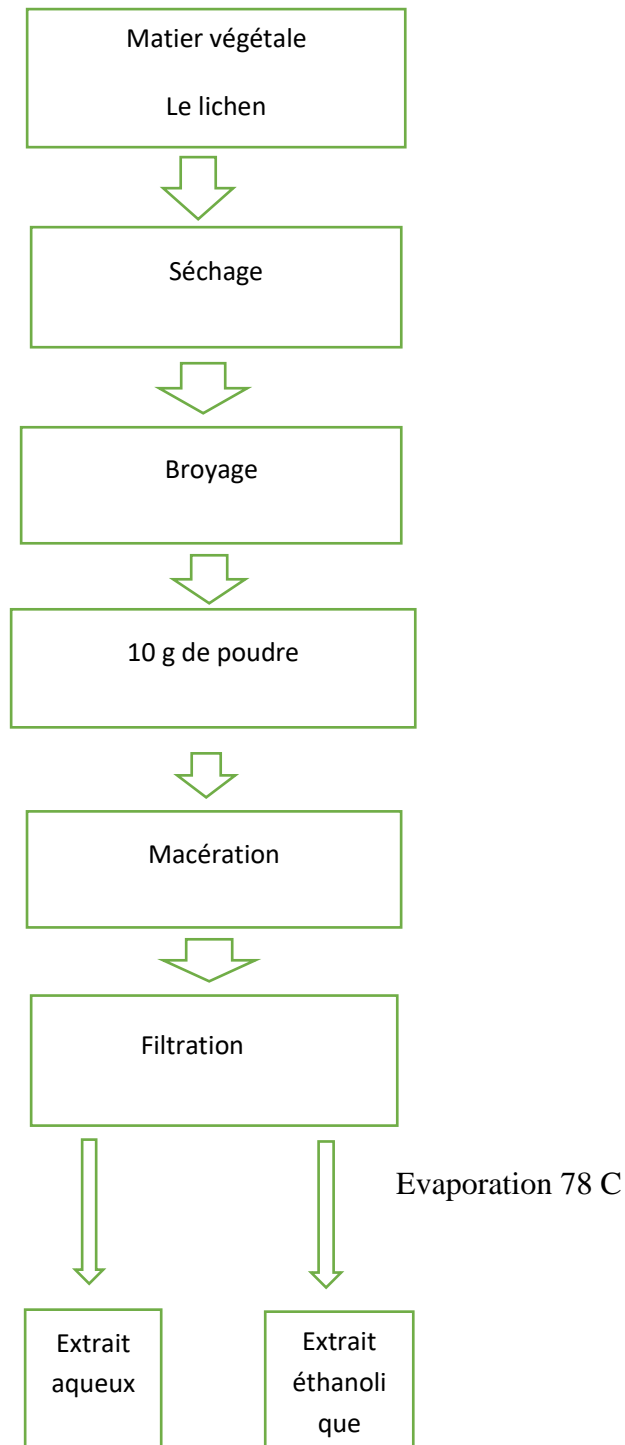 Matier végétale
Le lichen
Séchage
Broyage
10 g de poudre
Macération
Filtration
Evaporation 78 C
Extrait
aqueux
Extrait
éthanoli
que